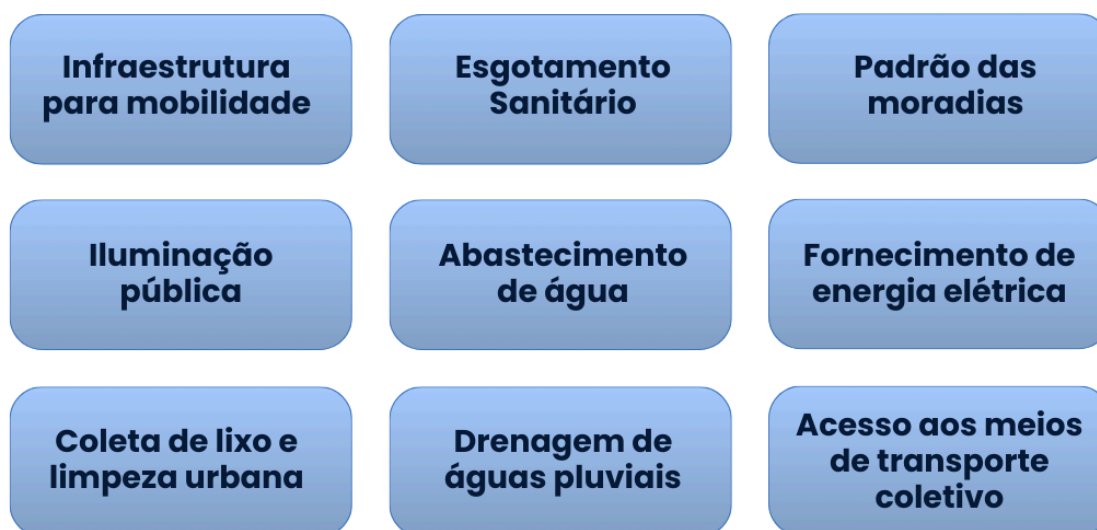 Infraestrutura
para mobilidade
Esgotamento
Sanitário
Padrão das
moradias
Iluminação
pública
Abastecimento
de água
Fornecimento de
energia elétrica
Coleta de lixo e
limpeza urbana
Drenagem de
águas pluviais
Acesso aos meios
de transporte
coletivo